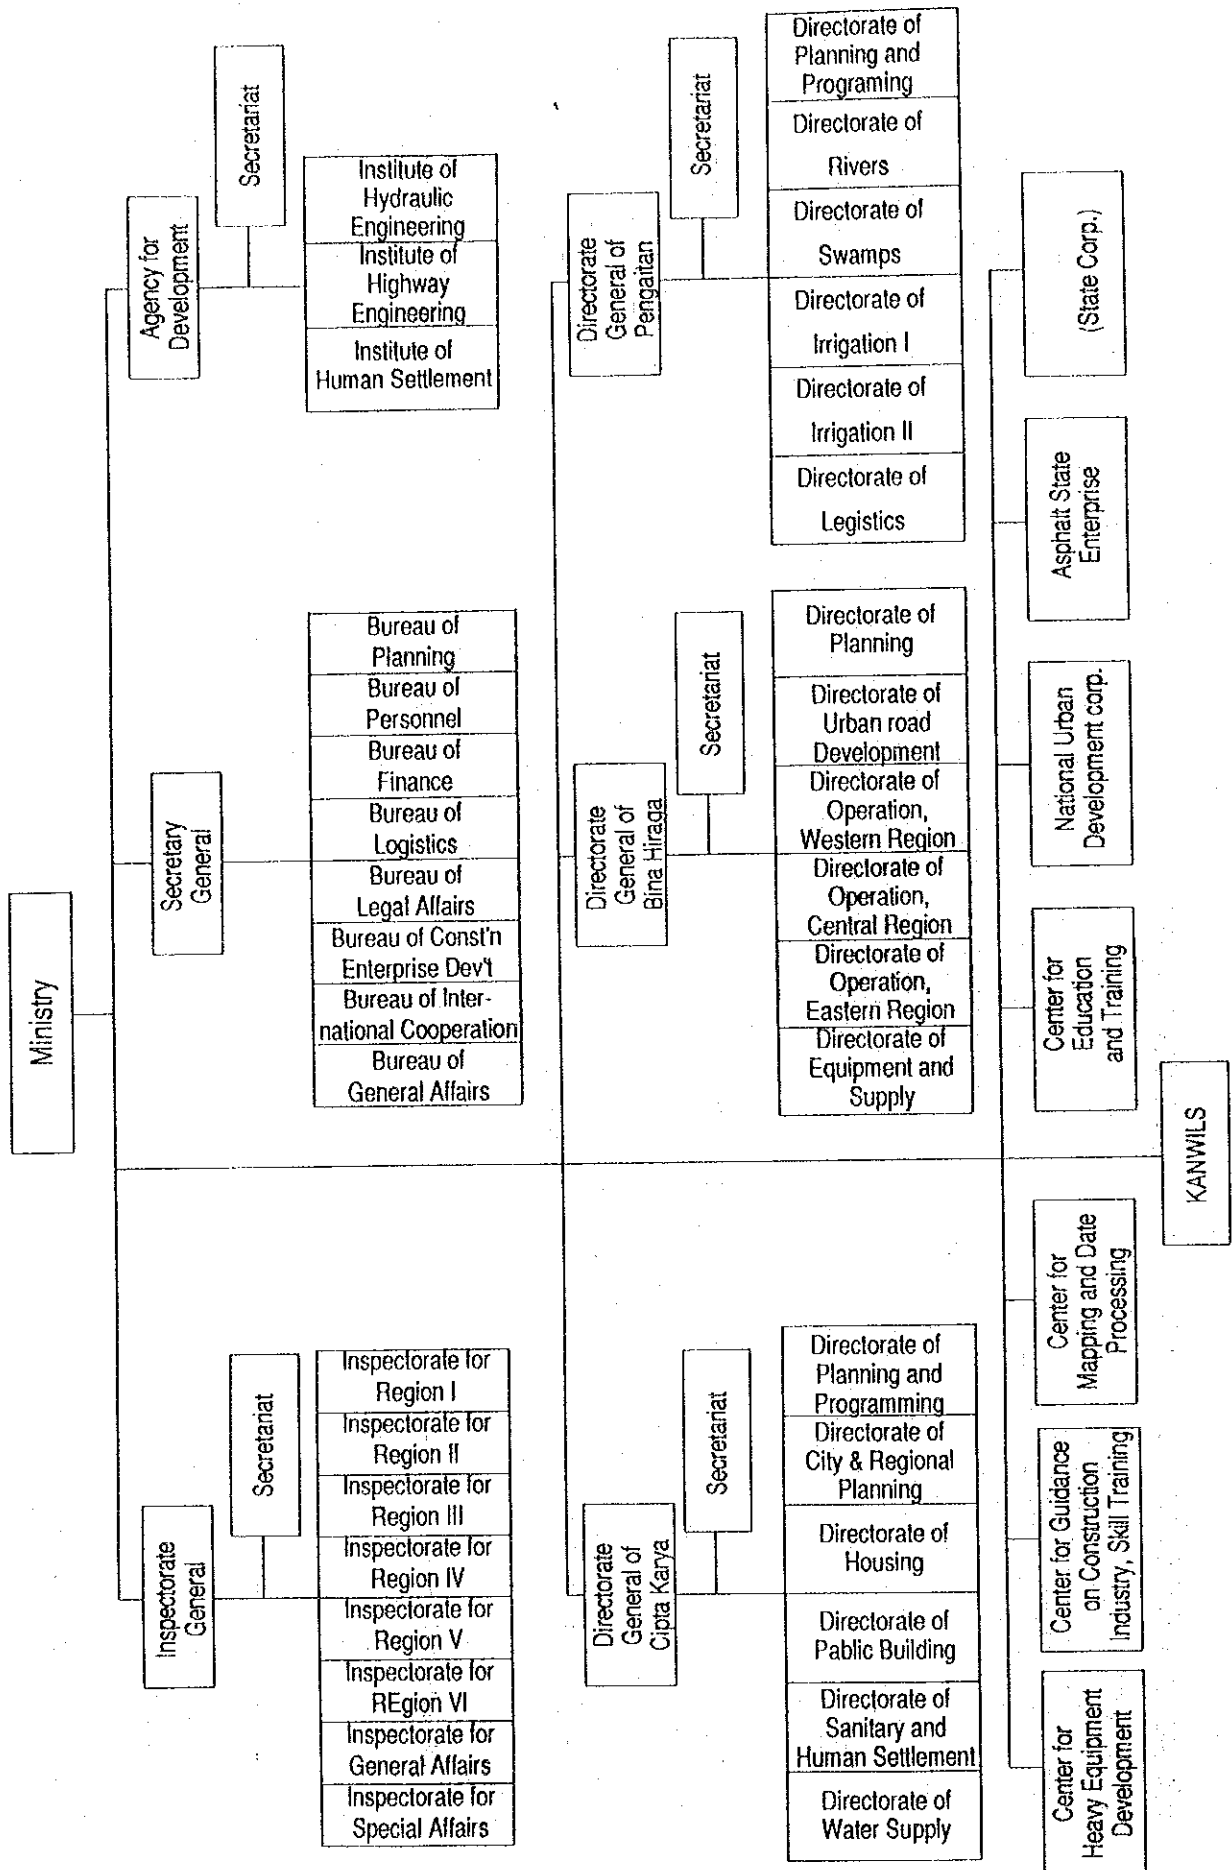 Ministry
Inspectorate
General
Secretariat
Inspectorate for
Region I
Inspectorate for
Region II
Inspectorate for
Region III
Inspectorate for
Region IV
Inspectorate for
Region V
Inspectorate for
REgion VI
Inspectorate for
General Affairs
Inspectorate for
Special Affairs
Secretary
General
Bureau of
Planning
Bureau of
Personnel
Bureau of
Finance
Bureau of
Logistics
Bureau of
Legal Affairs
Bureau of Const'n
Enterprise Dev't
Bureau of Inter-
national Cooperation
Bureau of
General Affairs
Agency for
Development
Secretariat
Institute of
Hydraulic
Engineering
Institute of
Highway
Engineering
Institute of
Human Settlement
Directorate
General of
Cipta Karya
Secretariat
Directorate of
Planning and
Programming
Directorate of
City & Regional
Planning
Directorate of
Housing
Directorate of
Pablic Building
Directorate of
Sanitary and
Human Settlement
Directorate of
Water Supply
Directorate
General of
Bina Hiraga
Secretariat
Directorate of
Planning
Directorate of
Urban road
Development
Directorate of
Operation,
Western Region
Directorate of
Operation,
Central Region
Directorate of
Operation,
Eastern Region
Directorate of
Equipment and
Supply
Directorate
General of
Pengaitan
Secretariat
Directorate of
Planning and
Programing
Directorate of
Rivers
Directorate of
Swamps
Directorate of
Irrigation I
Directorate of
Irrigation II
Directorate of
Legistics
Center for
Heavy Equipment
Development
Center for Guidance
on Construction
Industry, Skill Training
Center for
Mapping and Date
Processing
Center for
Education
and Training
National Urban
Development corp.
Asphatt State
Enterprise
(State Corp.)
KANWILS